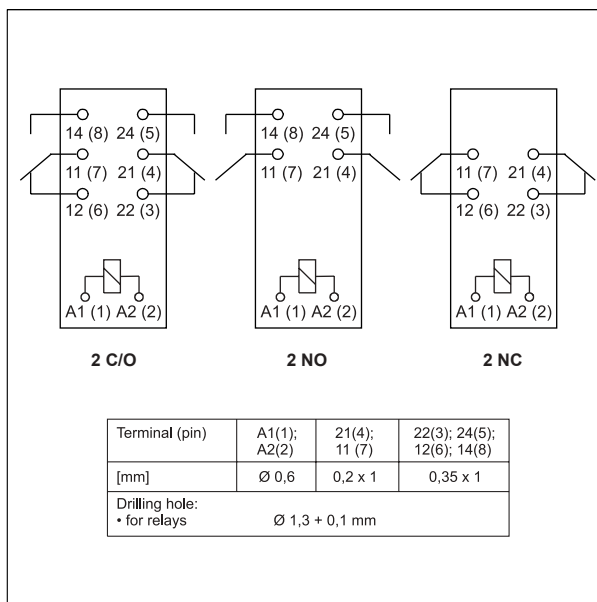 14 (8) 24 (5)
11 (7) 21 (4)
12 (6) 22 (3)
A1 (1) A2 (2)
2 C/O
14 (8) 24 (5)
11 (7) 21 (4)
A1 (1) A2 (2)
2 NO
11 (7) 21 (4)
12 (6) 22 (3)
A1 (1) A2 (2)
2 NC
Terminal (pin) A1(1); 21(4); 22(3); 24(5);
A2(2) 11 (7) 12(6); 14(8)
[mm] Ø 0,6 0,2 x 1 0,35 x 1
Drilling hole:
• for relays Ø 1,3 + 0,1 mm